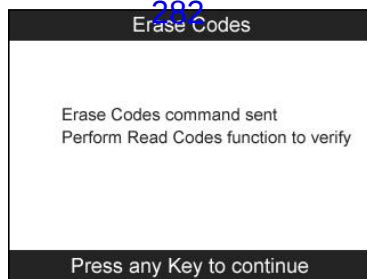 282
Erase Codes
Erase Codes command sent
Perform Read Codes function to verify
Press any Key to continue